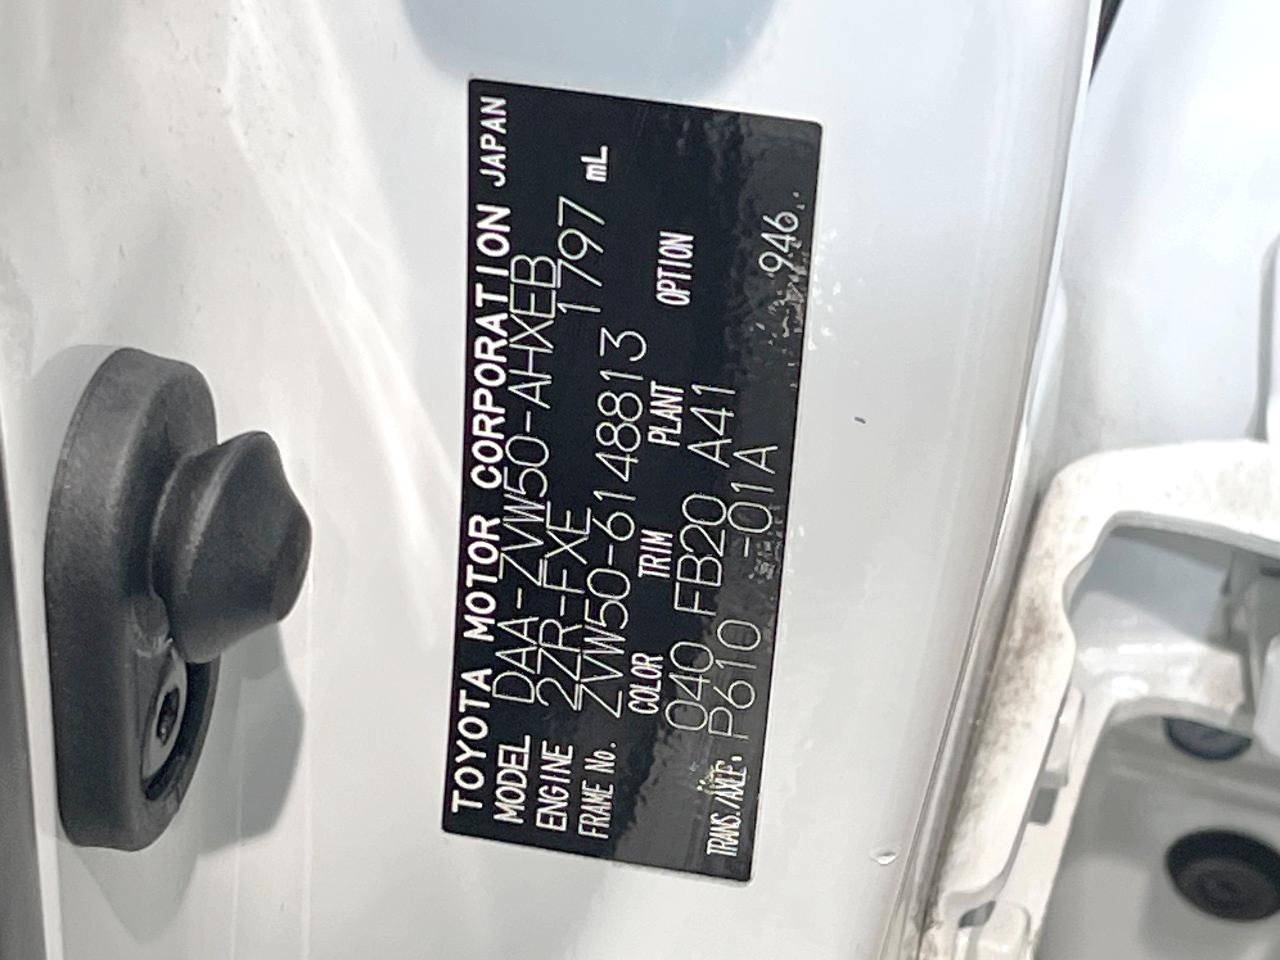 TOYOTA MOTOR CORPORATION JAPAN
MODEL DAA-ZVW50-AHXEB
ENGINE 2ZR-FXE 1797 mL
FRAME No. ZVW50-6148813
COLOR TRIM PLANT OPTION
040 FB20 A41
TRANS./AXLE. P610 -01A 946